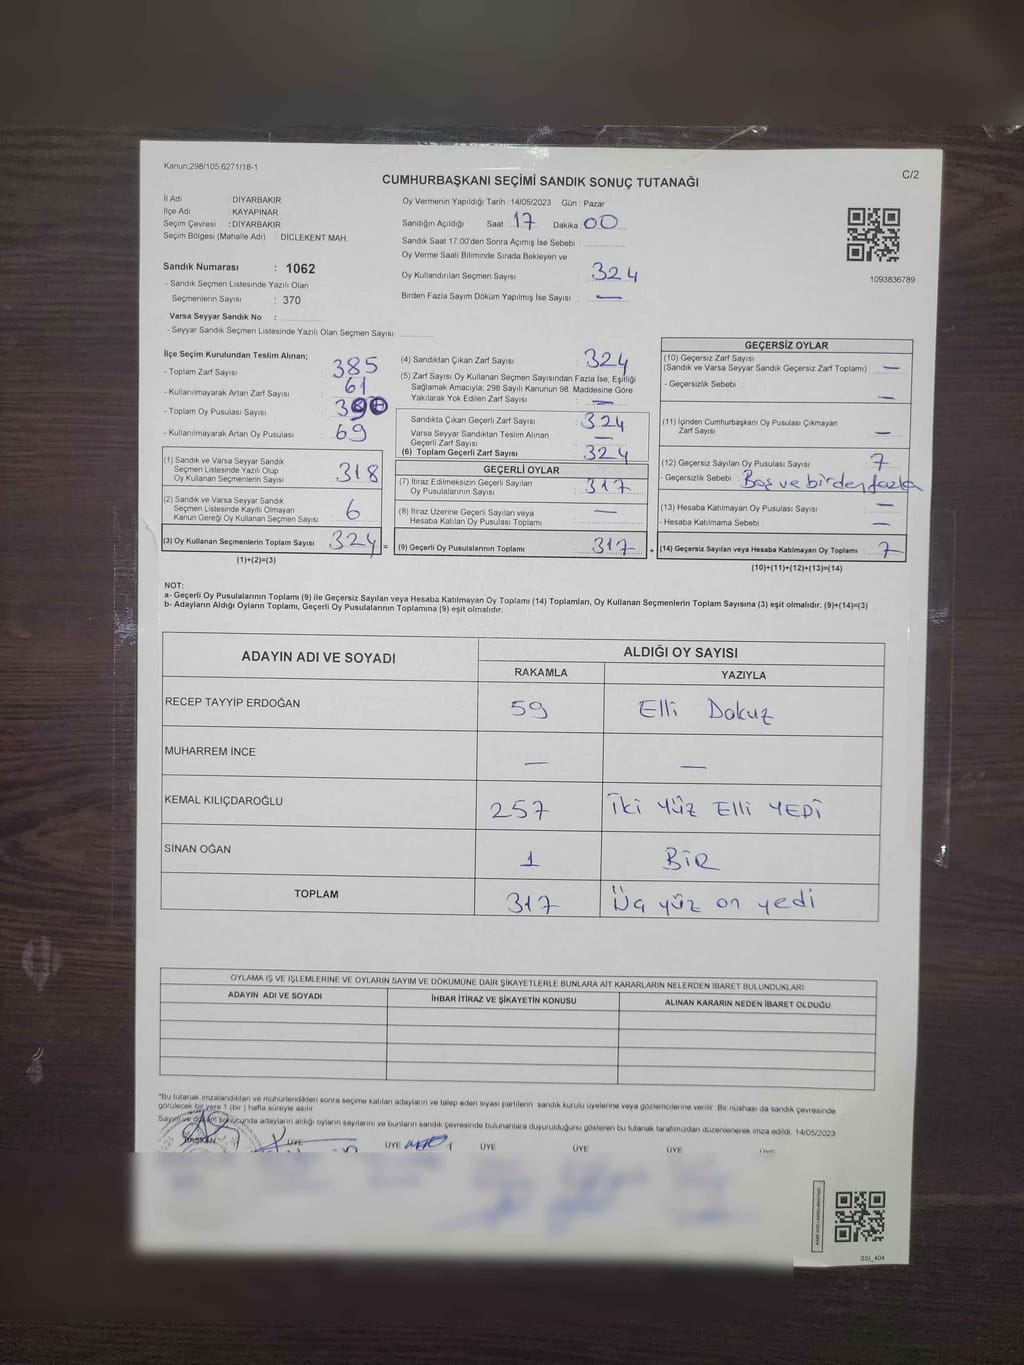 Kanun;298/105;6271/18-1
C/2
CUMHURBAŞKANI SEÇİMİ SANDIK SONUÇ TUTANAĞI
İl Adı : DİYARBAKIR
İlçe Adı : KAYAPINAR
Seçim Çevresi : DİYARBAKIR
Seçim Bölgesi (Mahalle Adı) : DİCLEKENT MAH.
Sandık Numarası : 1062
- Sandık Seçmen Listesinde Yazılı Olan
Seçmenlerin Sayısı : 370
Varsa Seyyar Sandık No :
- Seyyar Sandık Seçmen Listesinde Yazılı Olan Seçmen Sayısı:
Oy Vermenin Yapıldığı Tarih :14/05/2023 Gün : Pazar
Sandığın Açıldığı Saat : 17 Dakika : 00
Sandık Saat 17:00'den Sonra Açımış İse Sebebi :
Oy Verme Saati Bitiminde Sırada Bekleyen ve
Oy Kullandırılan Seçmen Sayısı : 324
Birden Fazla Sayım Döküm Yapılmış İse Sayısı : —
1093836789
İlçe Seçim Kurulundan Teslim Alınan;
- Toplam Zarf Sayısı : 385
- Kullanılmayarak Artan Zarf Sayısı : 61
- Toplam Oy Pusulası Sayısı :
- Kullanılmayarak Artan Oy Pusulası : 69
(1) Sandık ve Varsa Seyyar Sandık
Seçmen Listesinde Yazılı Olup
Oy Kullanan Seçmenlerin Sayısı : 318
(2) Sandık ve Varsa Seyyar Sandık
Seçmen Listesinde Kayıtlı Olmayan
Kanun Gereği Oy Kullanan Seçmen Sayısı : 6
(3) Oy Kullanan Seçmenlerin Toplam Sayısı : 324 =
(1)+(2)=(3)
(4) Sandıktan Çıkan Zarf Sayısı : 324
(5) Zarf Sayısı Oy Kullanan Seçmen Sayısından Fazla İse, Eşitliği
Sağlamak Amacıyla; 298 Sayılı Kanunun 98. Maddesine Göre
Yakılarak Yok Edilen Zarf Sayısı : —
Sandıkta Çıkan Geçerli Zarf Sayısı : 324
Varsa Seyyar Sandıktan Teslim Alınan
Geçerli Zarf Sayısı : —
(6) Toplam Geçerli Zarf Sayısı : 324
GEÇERLİ OYLAR
(7) İtiraz Edilmeksizin Geçerli Sayılan
Oy Pusulalarının Sayısı : 317
(8) İtiraz Üzerine Geçerli Sayılan veya
Hesaba Katılan Oy Pusulası Toplamı : —
(9) Geçerli Oy Pusulalarının Toplamı : 317 +
GEÇERSİZ OYLAR
(10) Geçersiz Zarf Sayısı
(Sandık ve Varsa Seyyar Sandık Geçersiz Zarf Toplamı) : —
- Geçersizlik Sebebi : —
(11) İçinden Cumhurbaşkanı Oy Pusulası Çıkmayan
Zarf Sayısı : —
(12) Geçersiz Sayılan Oy Pusulası Sayısı : 7
- Geçersizlik Sebebi : Boş ve birden fazla
(13) Hesaba Katılmayan Oy Pusulası Sayısı : —
- Hesaba Katılmama Sebebi : —
(14) Geçersiz Sayılan veya Hesaba Katılmayan Oy Toplamı : 7
(10)+(11)+(12)+(13)=(14)
NOT:
a- Geçerli Oy Pusulalarının Toplamı (9) ile Geçersiz Sayılan veya Hesaba Katılmayan Oy Toplamı (14) Toplamları, Oy Kullanan Seçmenlerin Toplam Sayısına (3) eşit olmalıdır. (9)+(14)=(3)
b- Adayların Aldığı Oyların Toplamı, Geçerli Oy Pusulalarının Toplamına (9) eşit olmalıdır.
ADAYIN ADI VE SOYADI
ALDIĞI OY SAYISI
RAKAMLA YAZIYLA
RECEP TAYYİP ERDOĞAN 59 Elli Dokuz
MUHARREM İNCE — —
KEMAL KILIÇDAROĞLU 257 İki Yüz Elli YEDİ
SİNAN OĞAN 1 BİR
TOPLAM 317 Üç yüz on yedi
OYLAMA İŞ VE İŞLEMLERİNE VE OYLARIN SAYIM VE DÖKÜMÜNE DAİR ŞİKAYETLERLE BUNLARA AİT KARARLARIN NELERDEN İBARET BULUNDUKLARI
ADAYIN ADI VE SOYADI İHBAR İTİRAZ VE ŞİKAYETİN KONUSU ALINAN KARARIN NEDEN İBARET OLDUĞU
*Bu tutanak imzalandıktan ve mühürlendikten sonra seçime katılan adayların ve talep eden siyasi partilerin sandık kurulu üyelerine veya gözlemcilerine verilir. Bir nüshası da sandık çevresinde
görülecek bir yere 1 (bir) hafta süreyle asılır.
Sayım ve döküm sonucunda adayların aldığı oyların sayılarını ve bunların sandık çevresinde bulunanlara duyurulduğunu gösteren bu tutanak tarafımızdan düzenlenerek imza edildi. 14/05/2023
BAŞKAN ÜYE ÜYE ÜYE ÜYE ÜYE ÜYE
SSİ_404